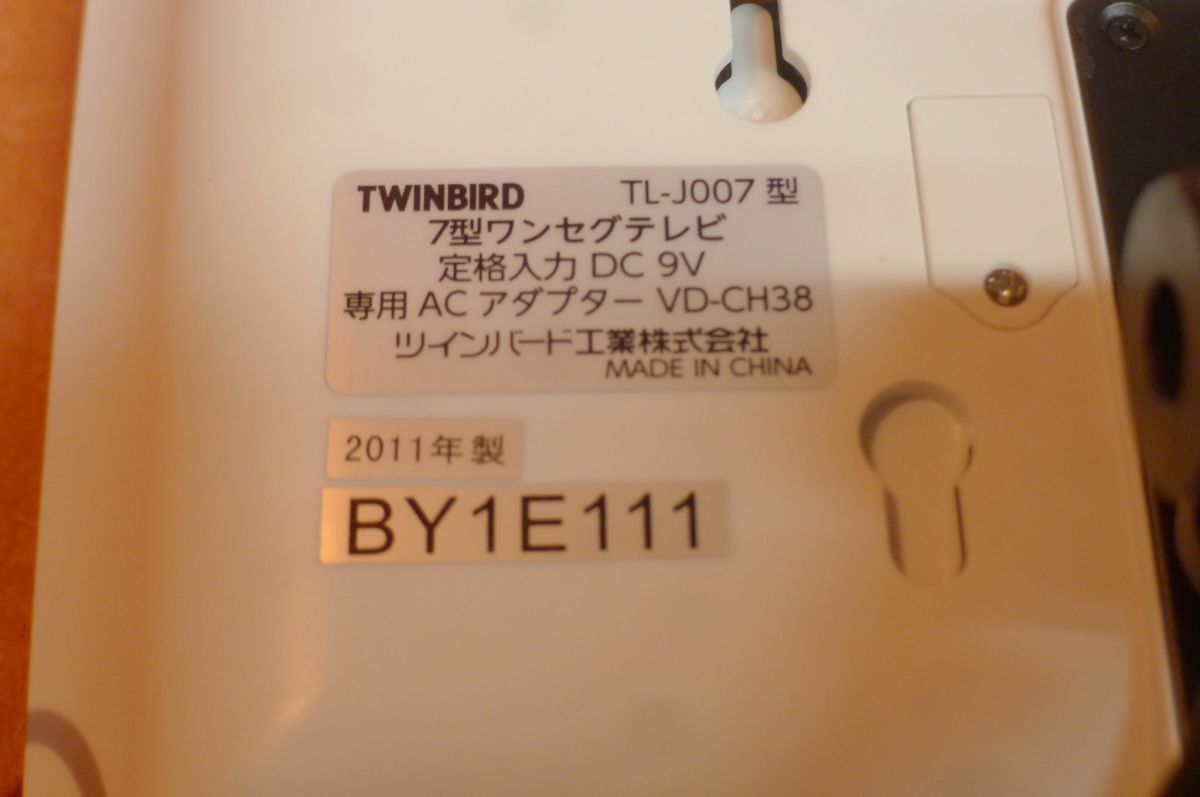 TWINBIRD TL-J007 型
7型ワンセグテレビ
定格入力 DC 9V
専用 AC アダプター VD-CH38
ツインバード工業株式会社
MADE IN CHINA
2011年 製
BY1E111